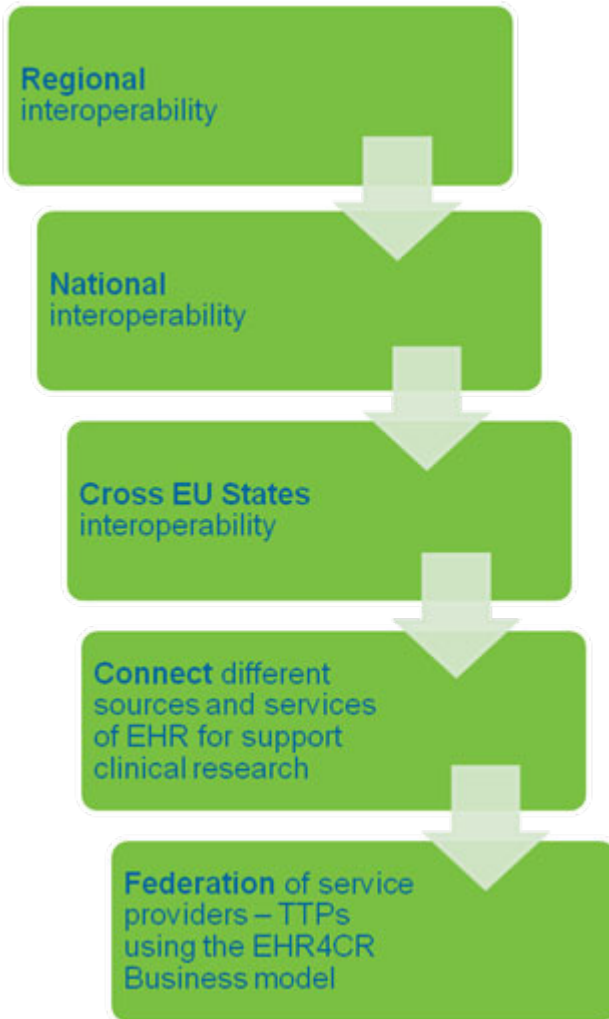 Regional
interoperability
National
interoperability
Cross EU States
interoperability
Connect different
sources and services
of EHR for support
clinical research
Federation of service
providers – TTPs
using the EHR4CR
Business model